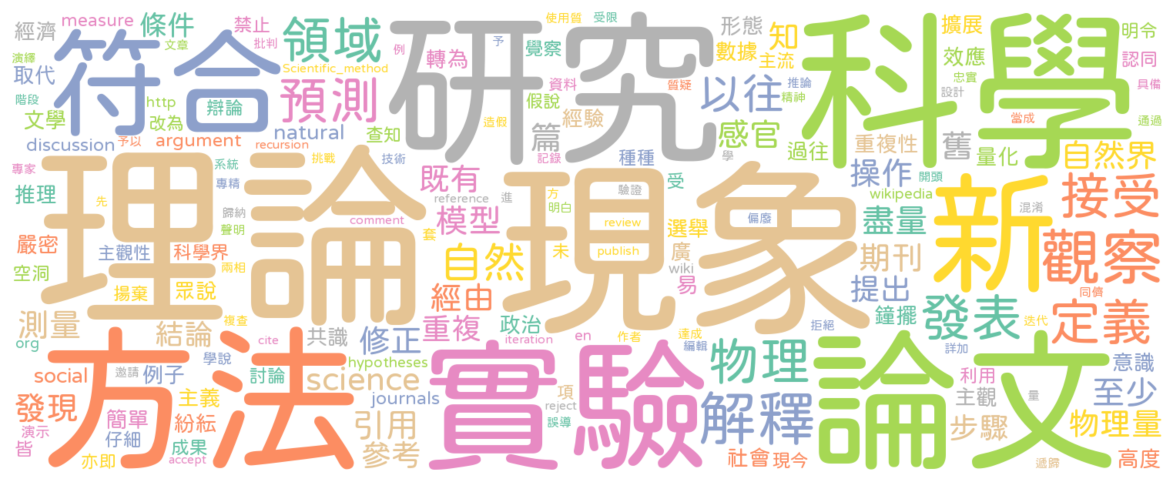 經濟 measure 條件 禁止 領域 轉為 使用篇 受限 覺察 形態 數據 主流 知 擴展 明令
演繹 文章 批判 例 予 效應 認同
取代 符合 Scientific_method 研究 科學 忠實
階段 http 辯論 預測 假說 資料 質疑 以往 推論 精神 設計 具備
文學 改為 natural 查知 造假 篇 經驗 感官 過往 重複性 舊 量化 當成 通過
discussion 予以 argument recursion 記錄 種種 學 操作 開頭 自然界
專家 系統 挑戰 技術 既有 受 wikipedia
推理 先 專精 reference 進 驗證 方 盡量 接受
理論 歸納 聲明 comment 模型 現象 明白 review 選舉 偏廢 新 混淆
嚴密 主觀性 科學界 套 廣 期刊 觀察
空洞 兩相 自然 未 publish wiki 易 提出 同儕
揚棄 眾說 經由 鐘擺 發表 定義
測量 複查 結論 共識 修正 重複 政治 en 作者 達成 拒絕 迭代
org cite iteration 編輯 詳加
學說 hypotheses 物理 意識
social 方法 邀請 例子 討論 science 實驗 項 解釋 論文 利用 至少
發現 主義 journals reject 主觀 量
簡單 紛紜 引用 誤導 步驟 物理量
演示 仔細 成果 參考
皆 亦即 accept 社會 現今 遞歸 高度